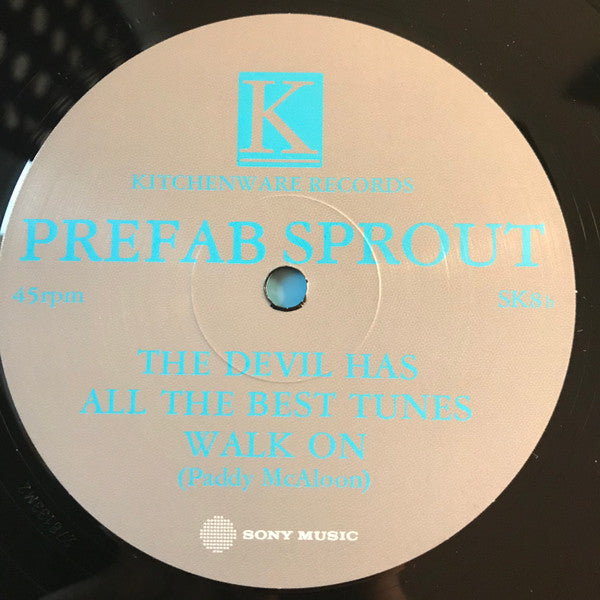 K
KITCHENWARE RECORDS
PREFAB SPROUT
45rpm
SK8a
THE DEVIL HAS
ALL THE BEST TUNES
WALK ON
(Paddy McAloon)
SONY MUSIC